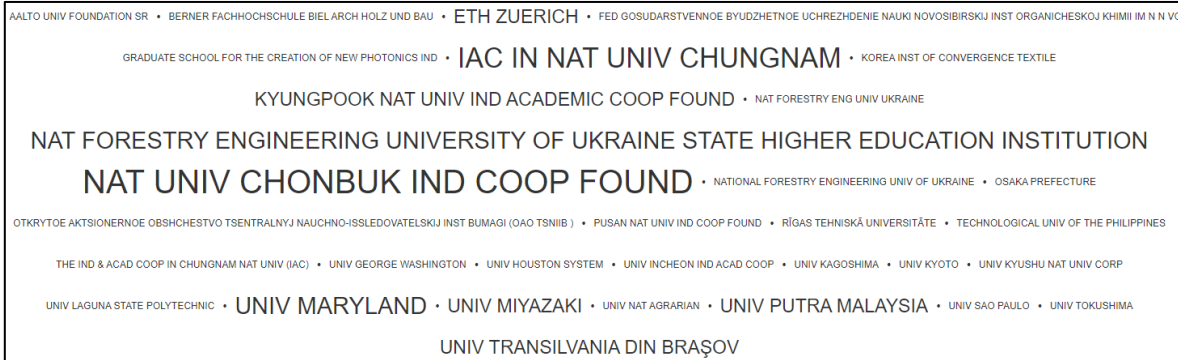 AALTO UNIV FOUNDATION SR • BERNER FACHHOCHSCHULE BIEL ARCH HOLZ UND BAU • ETH ZUERICH • FED GOSUDARSTVENNOE BYUDZHETNOE UCHREZHDENIE NAUKI NOVOSIBIRSKIJ INST ORGANICHESKOJ KHIMII IM N N
GRADUATE SCHOOL FOR THE CREATION OF NEW PHOTONICS IND • IAC IN NAT UNIV CHUNGNAM • KOREA INST OF CONVERGENCE TEXTILE
KYUNGPOOK NAT UNIV IND ACADEMIC COOP FOUND • NAT FORESTRY ENG UNIV UKRAINE
NAT FORESTRY ENGINEERING UNIVERSITY OF UKRAINE STATE HIGHER EDUCATION INSTITUTION
NAT UNIV CHONBUK IND COOP FOUND • NATIONAL FORESTRY ENGINEERING UNIV OF UKRAINE • OSAKA PREFECTURE
OTKRYTOE AKTSIONERNOE OBSHCHESTVO TSENTRALNYJ NAUCHNO-ISSLEDOVATELSKIJ INST BUMAGI (OAO TSNIIB ) • PUSAN NAT UNIV IND COOP FOUND • RĪGAS TEHNISKĀ UNIVERSITĀTE • TECHNOLOGICAL UNIV OF THE PHILIPPINES
THE IND & ACAD COOP IN CHUNGNAM NAT UNIV (IAC) • UNIV GEORGE WASHINGTON • UNIV HOUSTON SYSTEM • UNIV INCHEON IND ACAD COOP • UNIV KAGOSHIMA • UNIV KYOTO • UNIV KYUSHU NAT UNIV CORP
UNIV LAGUNA STATE POLYTECHNIC • UNIV MARYLAND • UNIV MIYAZAKI • UNIV NAT AGRARIAN • UNIV PUTRA MALAYSIA • UNIV SAO PAULO • UNIV TOKUSHIMA
UNIV TRANSILVANIA DIN BRAŞOV